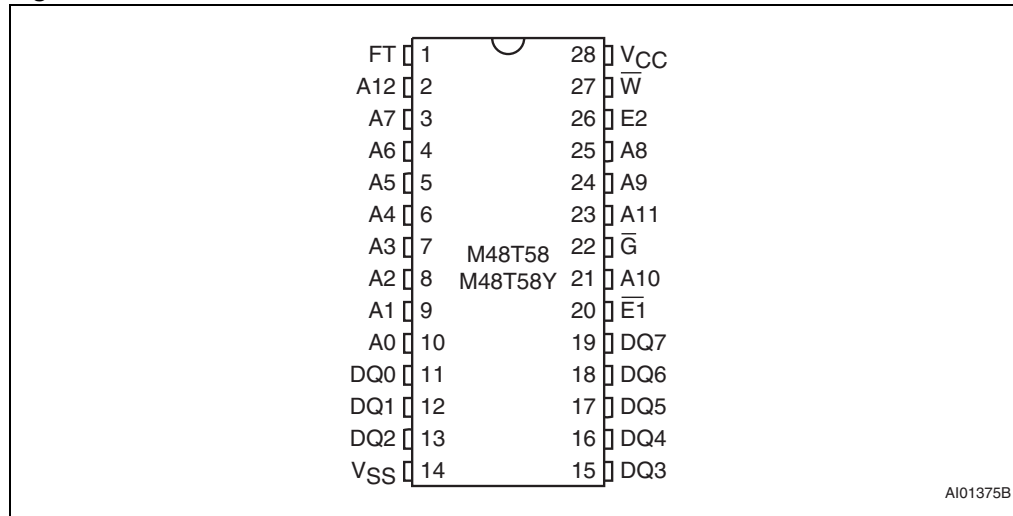 FT 1 28 VCC
A12 2 27 W̅
A7 3 26 E2
A6 4 25 A8
A5 5 24 A9
A4 6 23 A11
A3 7 22 G̅
M48T58
A2 8 21 A10
M48T58Y
A1 9 20 E̅1̅
A0 10 19 DQ7
DQ0 11 18 DQ6
DQ1 12 17 DQ5
DQ2 13 16 DQ4
VSS 14 15 DQ3
AI01375B